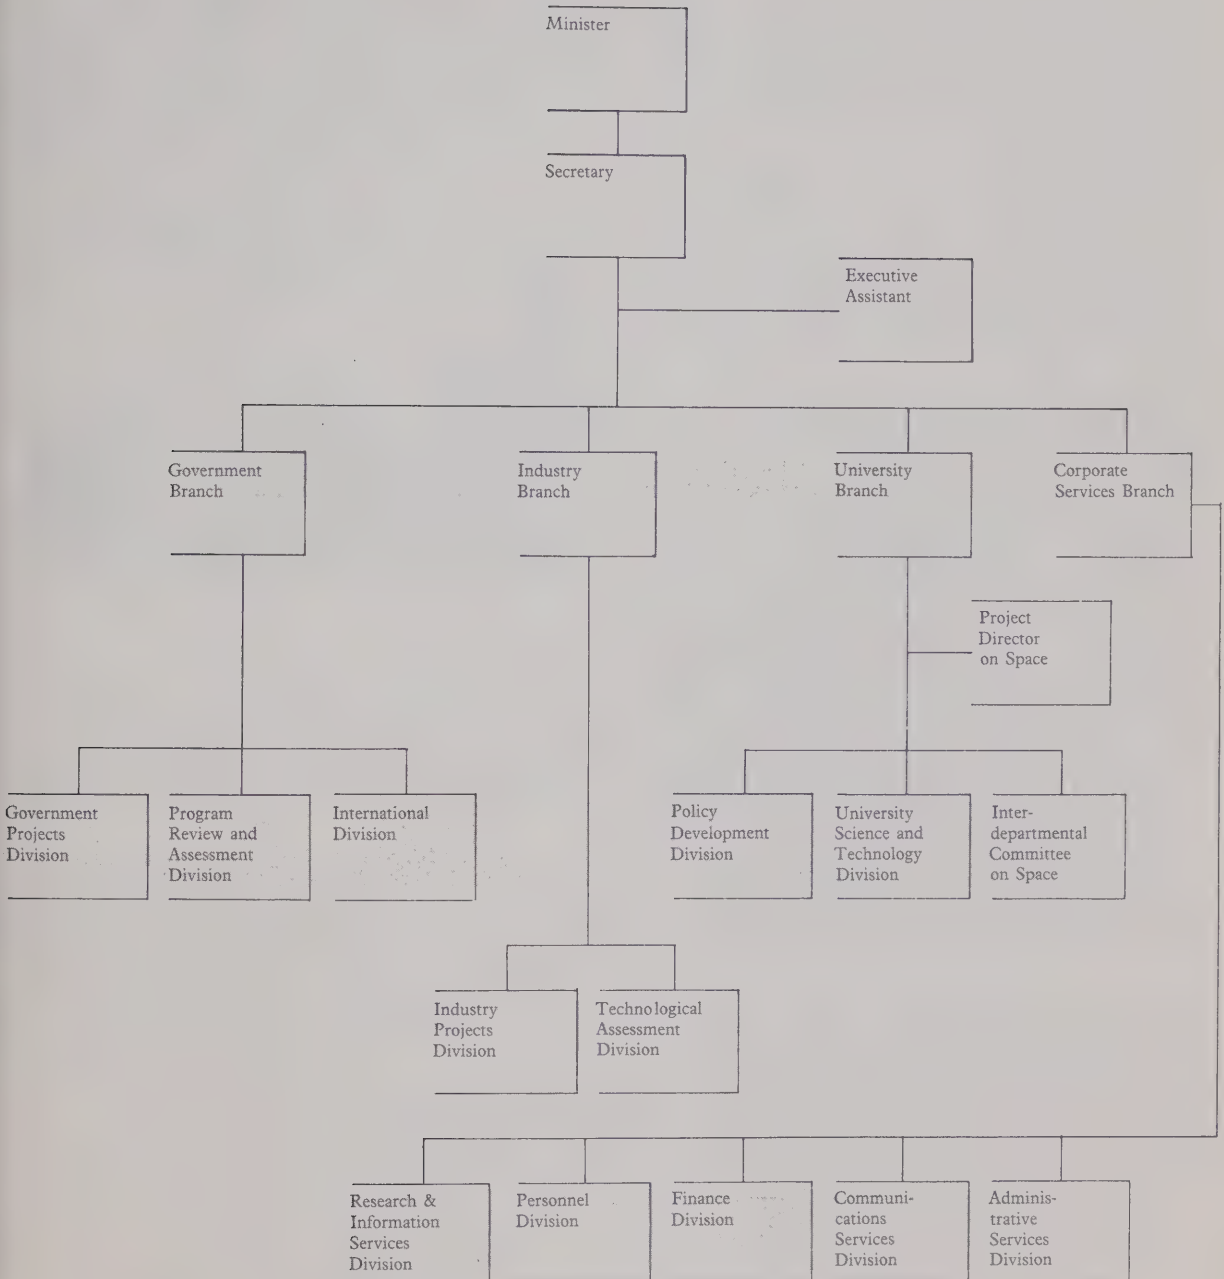 Minister
Secretary
Executive
Assistant
Government
Branch
Industry
Branch
University
Branch
Corporate
Services Branch
Project
Director
on Space
Government
Projects
Division
Program
Review and
Assessment
Division
International
Division
Policy
Development
Division
University
Science and
Technology
Division
Inter-
departmental
Committee
on Space
Industry
Projects
Division
Technological
Assessment
Division
Research &
Information
Services
Division
Personnel
Division
Finance
Division
Communi-
cations
Services
Division
Adminis-
trative
Services
Division